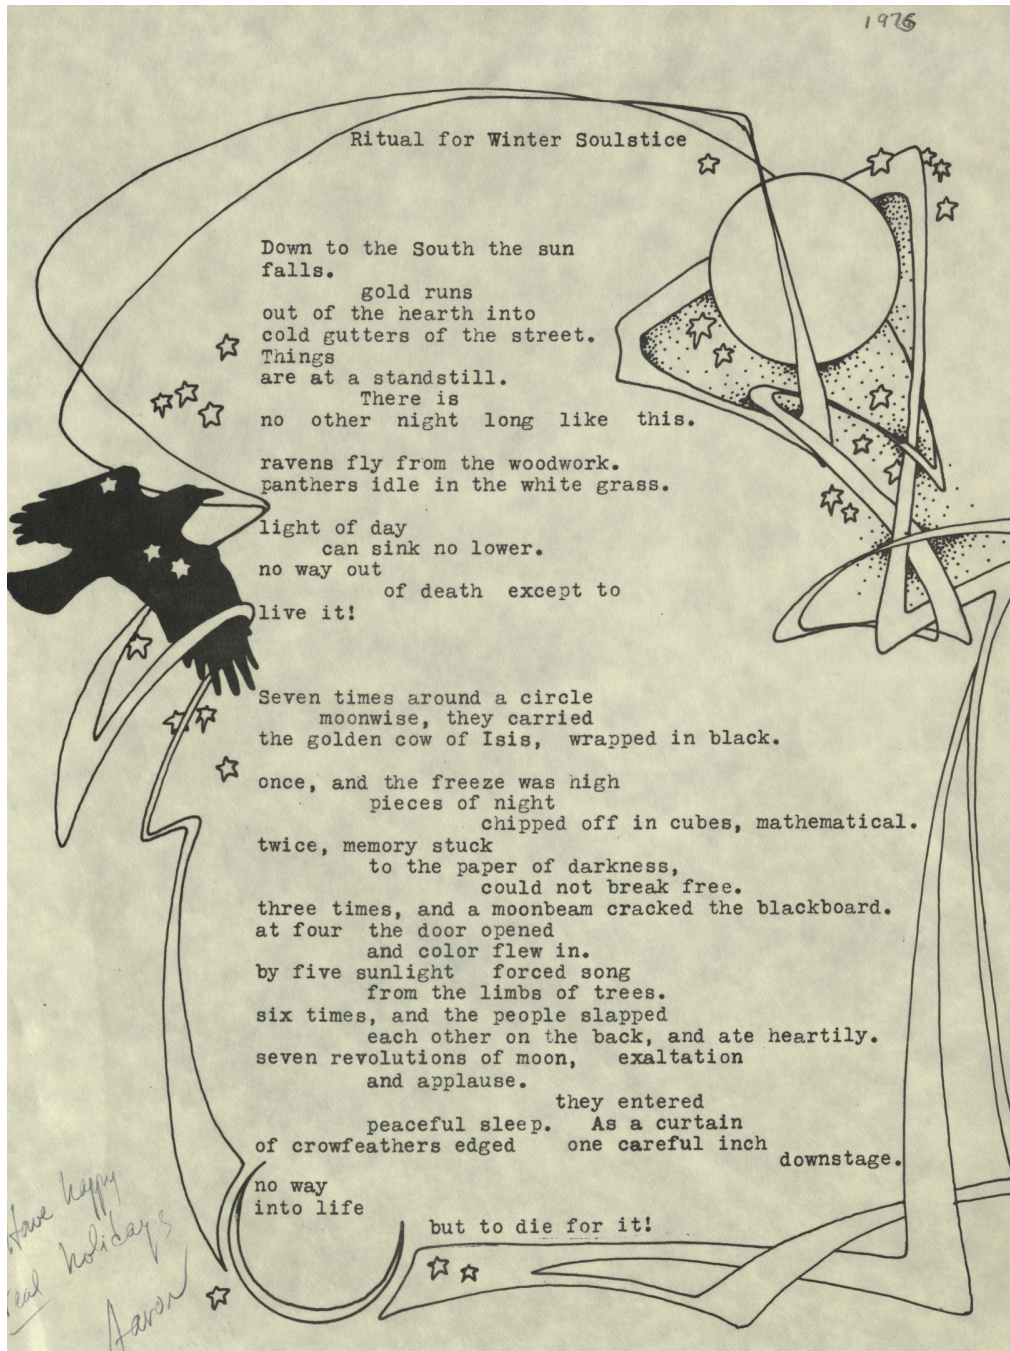 1976
Ritual for Winter Soulstice
Down to the South the sun
falls.
gold runs
out of the hearth into
cold gutters of the street.
Things
are at a standstill.
There is
no other night long like this.
ravens fly from the woodwork.
panthers idle in the white grass.
light of day
can sink no lower.
no way out
of death except to
live it!
Seven times around a circle
moonwise, they carried
the golden cow of Isis, wrapped in black.
once, and the freeze was high
pieces of night
chipped off in cubes, mathematical.
twice, memory stuck
to the paper of darkness,
could not break free.
three times, and a moonbeam cracked the blackboard.
at four the door opened
and color flew in.
by five sunlight forced song
from the limbs of trees.
six times, and the people slapped
each other on the back, and ate heartily.
seven revolutions of moon, exaltation
and applause.
they entered
peaceful sleep. As a curtain
of crowfeathers edged one careful inch
downstage.
no way
into life
but to die for it!
Have happy
real holidays
Aaron